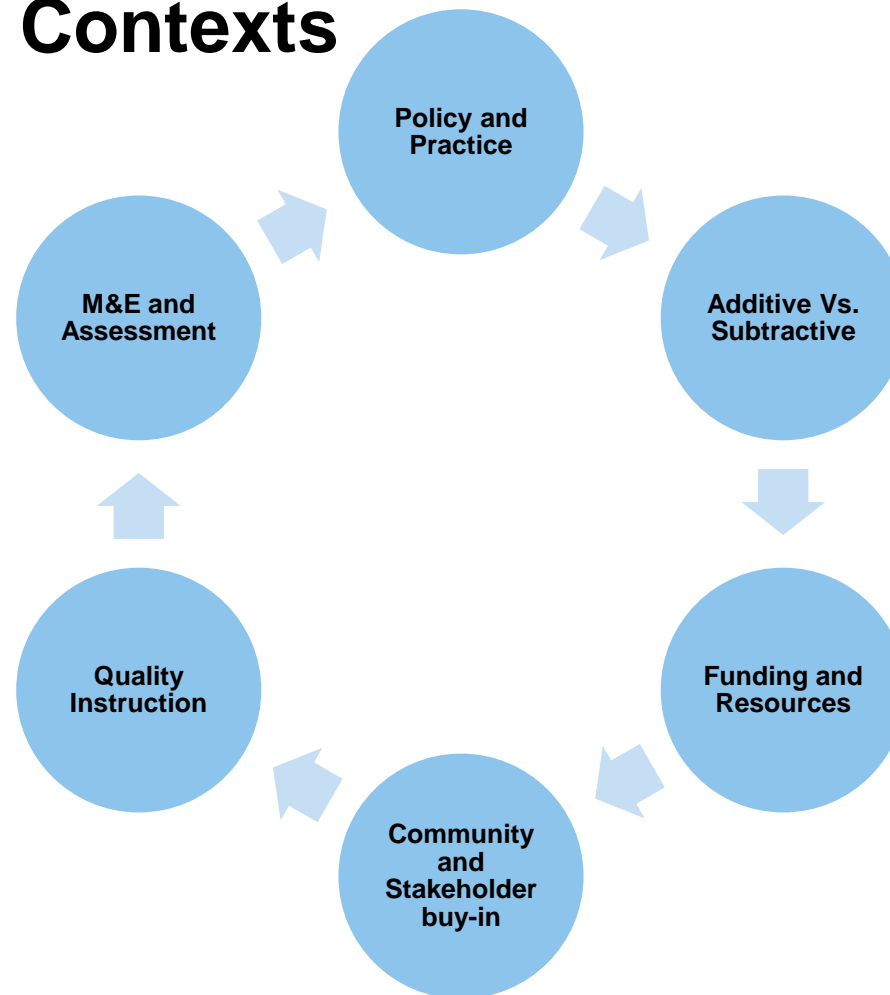 Contexts
Policy and
Practice
Additive Vs.
Subtractive
Funding and
Resources
Community
and
Stakeholder
buy-in
Quality
Instruction
M&E and
Assessment